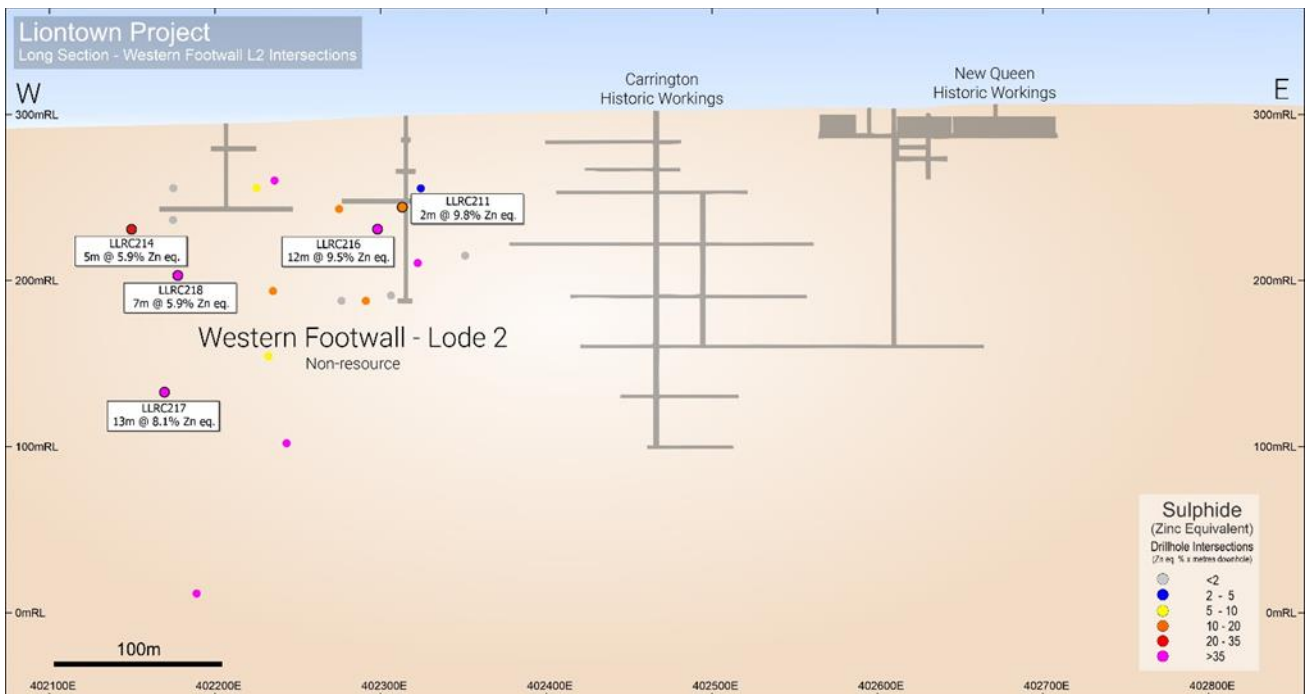 Liontown Project
Long Section - Western Footwall L2 Intersections
W
E
Carrington
Historic Workings
New Queen
Historic Workings
300mRL
300mRL
LLRC211
2m @ 9.8% Zn eq.
LLRC214
5m @ 5.9% Zn eq.
LLRC216
12m @ 9.5% Zn eq.
200mRL
200mRL
LLRC218
7m @ 5.9% Zn eq.
Western Footwall - Lode 2
Non-resource
LLRC217
13m @ 8.1% Zn eq.
100mRL
100mRL
Sulphide
(Zinc Equivalent)
Drillhole Intersections
(Zn eq. % x metres downhole)
<2
2 - 5
5 - 10
10 - 20
20 - 35
>35
0mRL
0mRL
100m
402100E
402200E
402300E
402400E
402500E
402600E
402700E
402800E